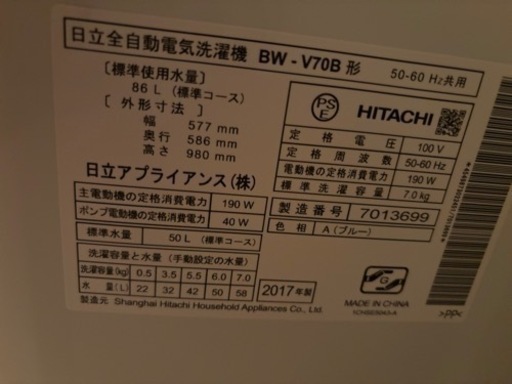 日立全自動電気洗濯機 BW-V70B 形 50-60 Hz共用
〔標準使用水量〕
86 L (標準コース)
〔外形寸法〕
幅 577 mm
奥行 586 mm
高さ 980 mm
日立アプライアンス(株)
主電動機の定格消費電力 190 W
ポンプ電動機の定格消費電力 40 W
標準水量 50 L (標準コース)
洗濯容量と水量 (手動設定の水量)
洗濯容量(kg) 0.5 3.5 5.5 6.0 7.0
水 量(L) 22 32 42 50 58
製造元 Shanghai Hitachi Household Appliances Co., Ltd.
PS
E
HITACHI
定格電圧 100 V
定格周波数 50-60 Hz
電動機の定格消費電力 190 W
標準洗濯容量 7.0 kg
製造番号 7013699
色相 A (ブルー)
2017年製
G
MADE IN CHINA
>PP<